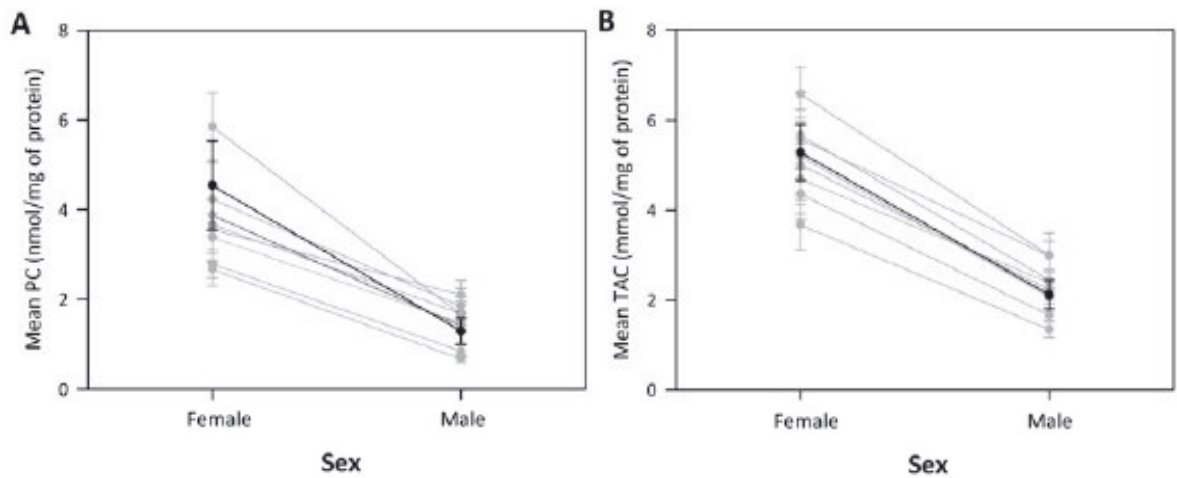 A
Mean PC (nmol/mg of protein)
8
6
4
2
0
Female
Male
Sex
B
Mean TAC (mmol/mg of protein)
8
6
4
2
0
Female
Male
Sex